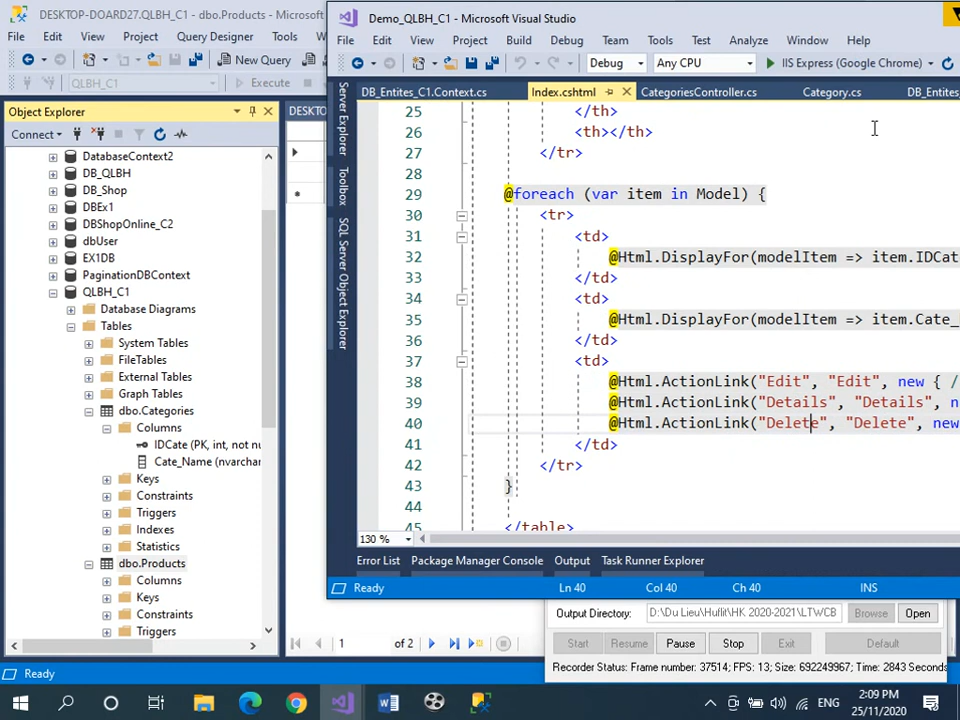 DESKTOP-DOARD27.QLBH_C1 - dbo.Products - Microsoft
File Edit View Project Query Designer Tools
New Query
QLBH_C1
Execute
Object Explorer
Connect
DatabaseContext2
DB_QLBH
DB_Shop
DBEx1
DBShopOnline_C2
dbUser
EX1DB
PaginationDBContext
QLBH_C1
Database Diagrams
Tables
System Tables
FileTables
External Tables
Graph Tables
dbo.Categories
Columns
IDCate (PK, int, not nu
Cate_Name (nvarchar
Keys
Constraints
Triggers
Indexes
Statistics
dbo.Products
Columns
Keys
Constraints
Triggers
DESKTO
1 of 2
Ready
Demo_QLBH_C1 - Microsoft Visual Studio
File Edit View Project Build Debug Team Tools Test Analyze Window Help
Debug Any CPU IIS Express (Google Chrome)
Server Explorer
Toolbox
SQL Server Object Explorer
DB_Entites_C1.Context.cs Index.cshtml CategoriesController.cs Category.cs DB_Entites
25 </th>
26 <th></th>
27 </tr>
28
29 @foreach (var item in Model) {
30 <tr>
31 <td>
32 @Html.DisplayFor(modelItem => item.IDCat
33 </td>
34 <td>
35 @Html.DisplayFor(modelItem => item.Cate_
36 </td>
37 <td>
38 @Html.ActionLink("Edit", "Edit", new { /
39 @Html.ActionLink("Details", "Details", n
40 @Html.ActionLink("Delete", "Delete", new
41 </td>
42 </tr>
43 }
44
45 </table>
130 %
Error List Package Manager Console Output Task Runner Explorer
Ready Ln 40 Col 40 Ch 40 INS
Output Directory: D:\Du Lieu\Huflit\HK 2020-2021\LTWCB Browse Open
Start Resume Pause Stop Exit Default
Recorder Status: Frame number: 37514; FPS: 13; Size: 692249967; Time: 2843 Seconds
ENG
2:09 PM
25/11/2020